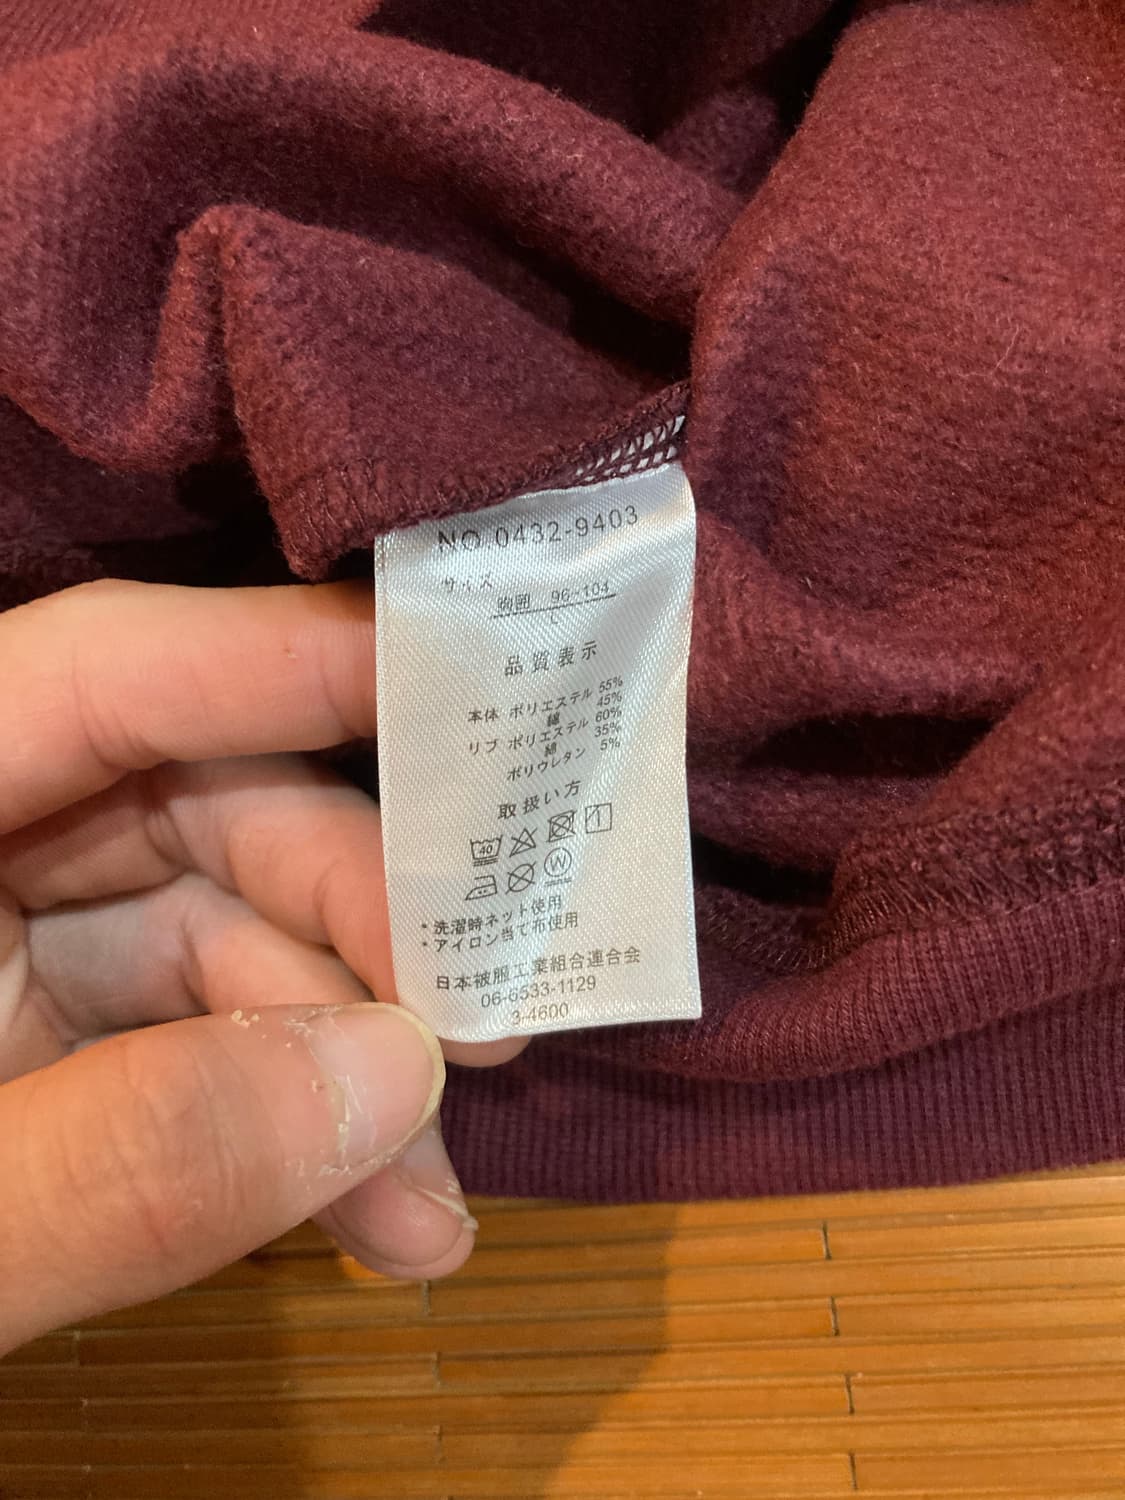 NO.0432-9403
サイズ
胸囲 96~104
L
品質表示
本体 ポリエステル 55%
綿 45%
リブ ポリエステル 60%
綿 35%
ポリウレタン 5%
取扱い方
40
W
・洗濯時ネット使用
・アイロン当て布使用
日本被服工業組合連合会
06-6533-1129
3-4600